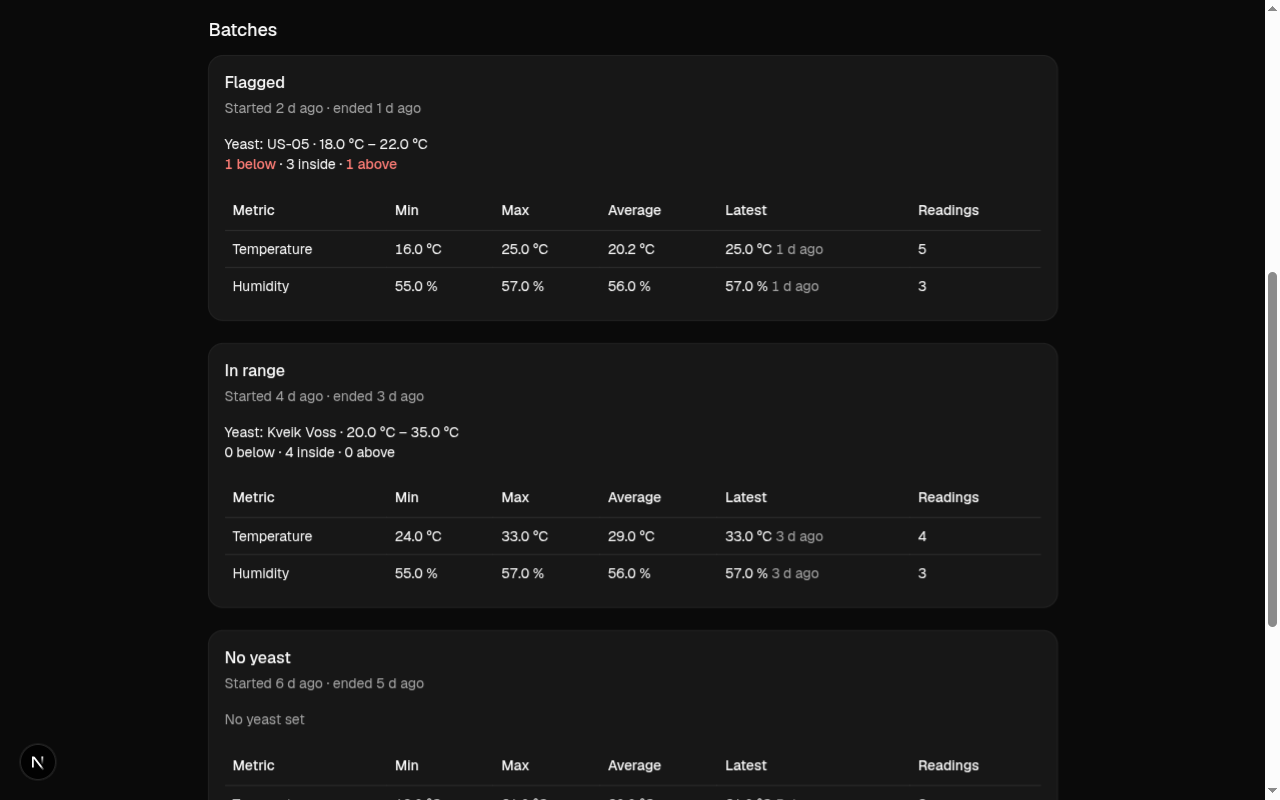 Batches
Flagged
Started 2 d ago · ended 1 d ago
Yeast: US-05 · 18.0 °C – 22.0 °C
1 below · 3 inside · 1 above
Metric Min Max Average Latest Readings
Temperature 16.0 °C 25.0 °C 20.2 °C 25.0 °C 1 d ago 5
Humidity 55.0 % 57.0 % 56.0 % 57.0 % 1 d ago 3
In range
Started 4 d ago · ended 3 d ago
Yeast: Kveik Voss · 20.0 °C – 35.0 °C
0 below · 4 inside · 0 above
Metric Min Max Average Latest Readings
Temperature 24.0 °C 33.0 °C 29.0 °C 33.0 °C 3 d ago 4
Humidity 55.0 % 57.0 % 56.0 % 57.0 % 3 d ago 3
No yeast
Started 6 d ago · ended 5 d ago
No yeast set
N
Metric Min Max Average Latest Readings